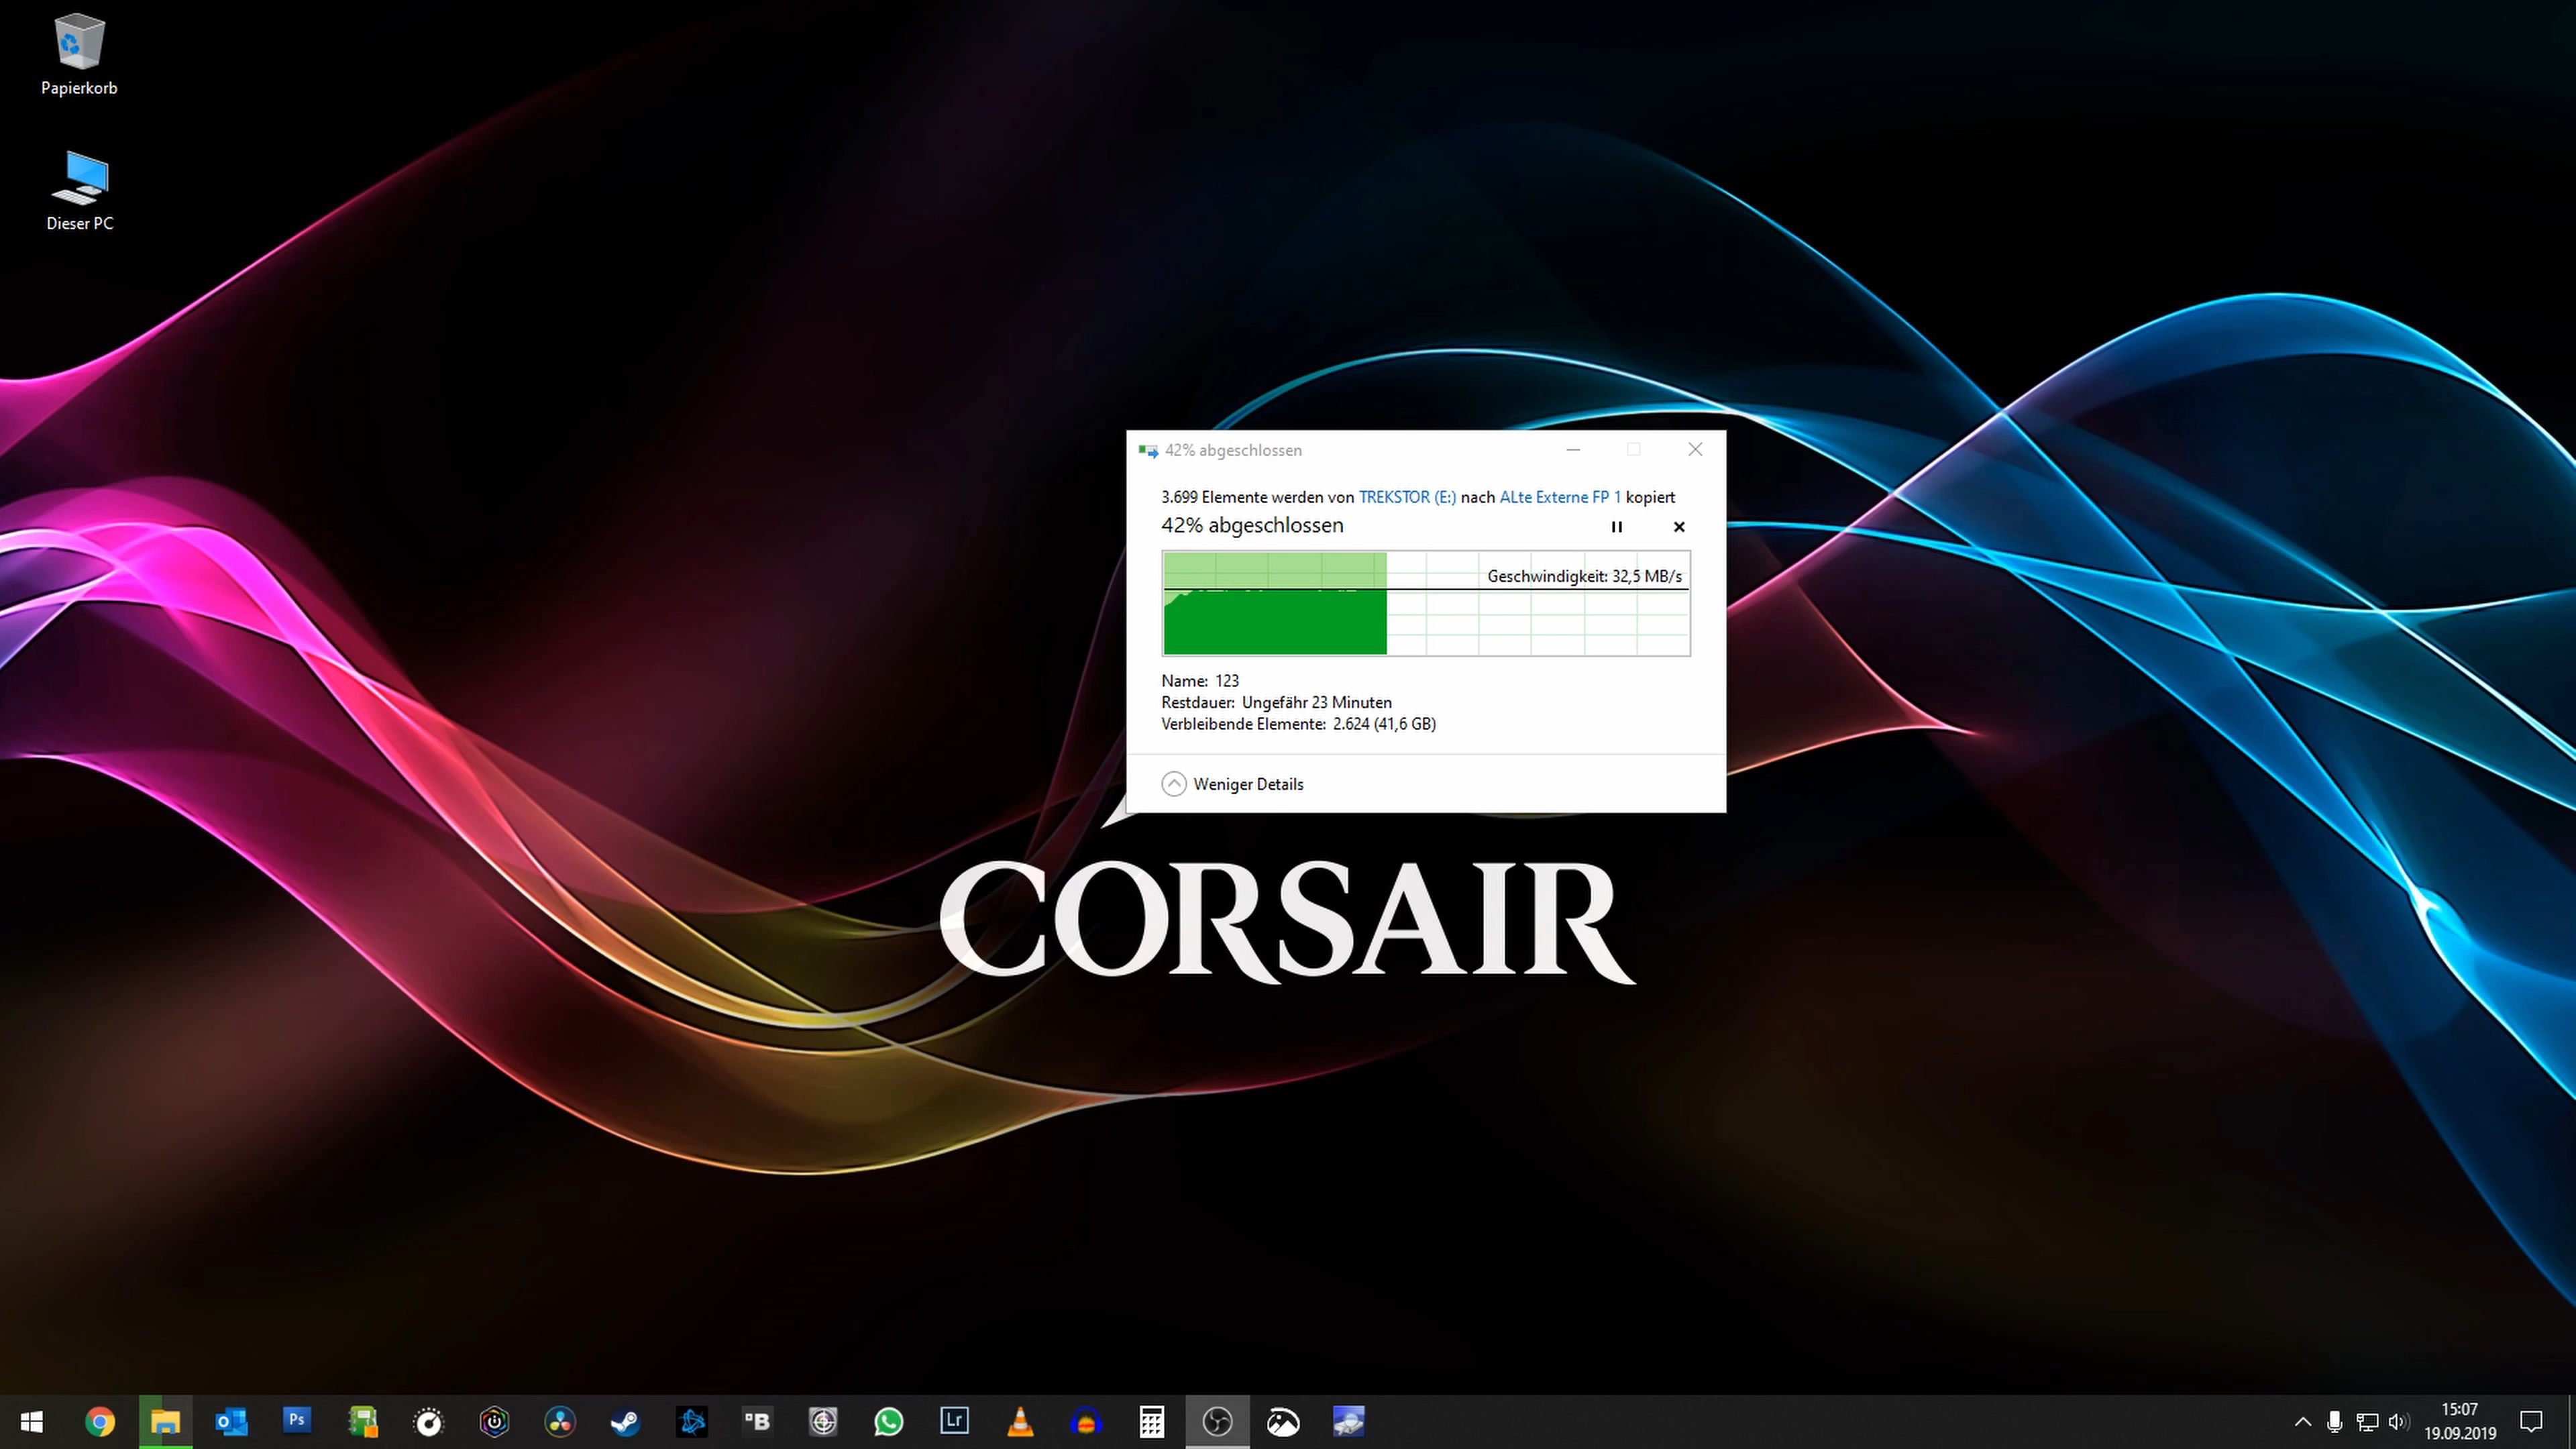 Papierkorb
Dieser PC
42% abgeschlossen
3.699 Elemente werden von TREKSTOR (E:) nach ALte Externe FP 1 kopiert
42% abgeschlossen
Geschwindigkeit: 32,5 MB/s
Name: 123
Restdauer: Ungefähr 23 Minuten
Verbleibende Elemente: 2.624 (41,6 GB)
Weniger Details
CORSAIR
Ps
B
Lr
15:07
19.09.2019